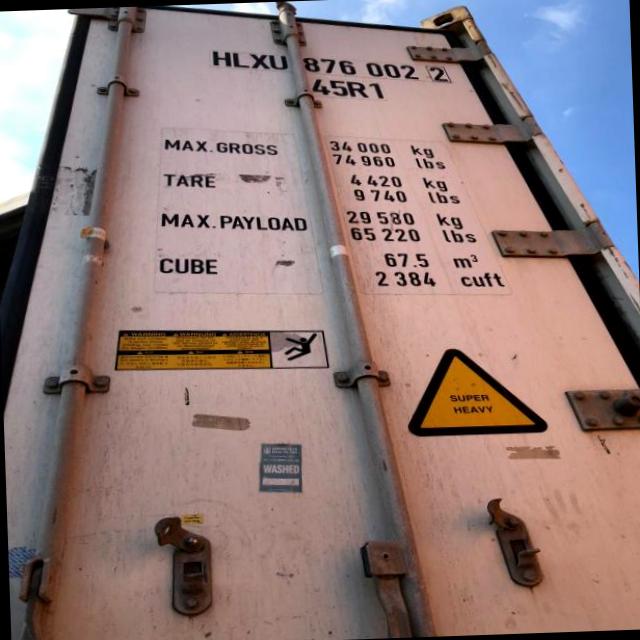 HLXU 876 002 2
45R1
MAX.GROSS 34 000 kg
74 960 lbs
TARE 4 420 kg
9 740 lbs
MAX.PAYLOAD 29 580 kg
65 220 lbs
CUBE 67.5 m³
2 384 cuft
SUPER
HEAVY
WASHED